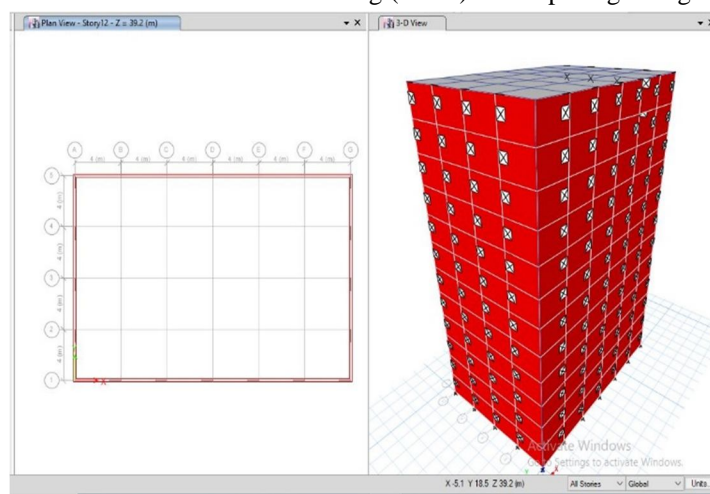 Plan View - Story12 - Z = 39.2 (m)
3-D View
A B C D E F G
4 (m) 4 (m) 4 (m) 4 (m) 4 (m) 4 (m)
5
4 (m)
4
4 (m)
3
4 (m)
2
4 (m)
1
X
Activate Windows
Go to Settings to activate Windows.
X -5.1 Y 18.5 Z 39.2 (m)
All Stories
Global
Units...